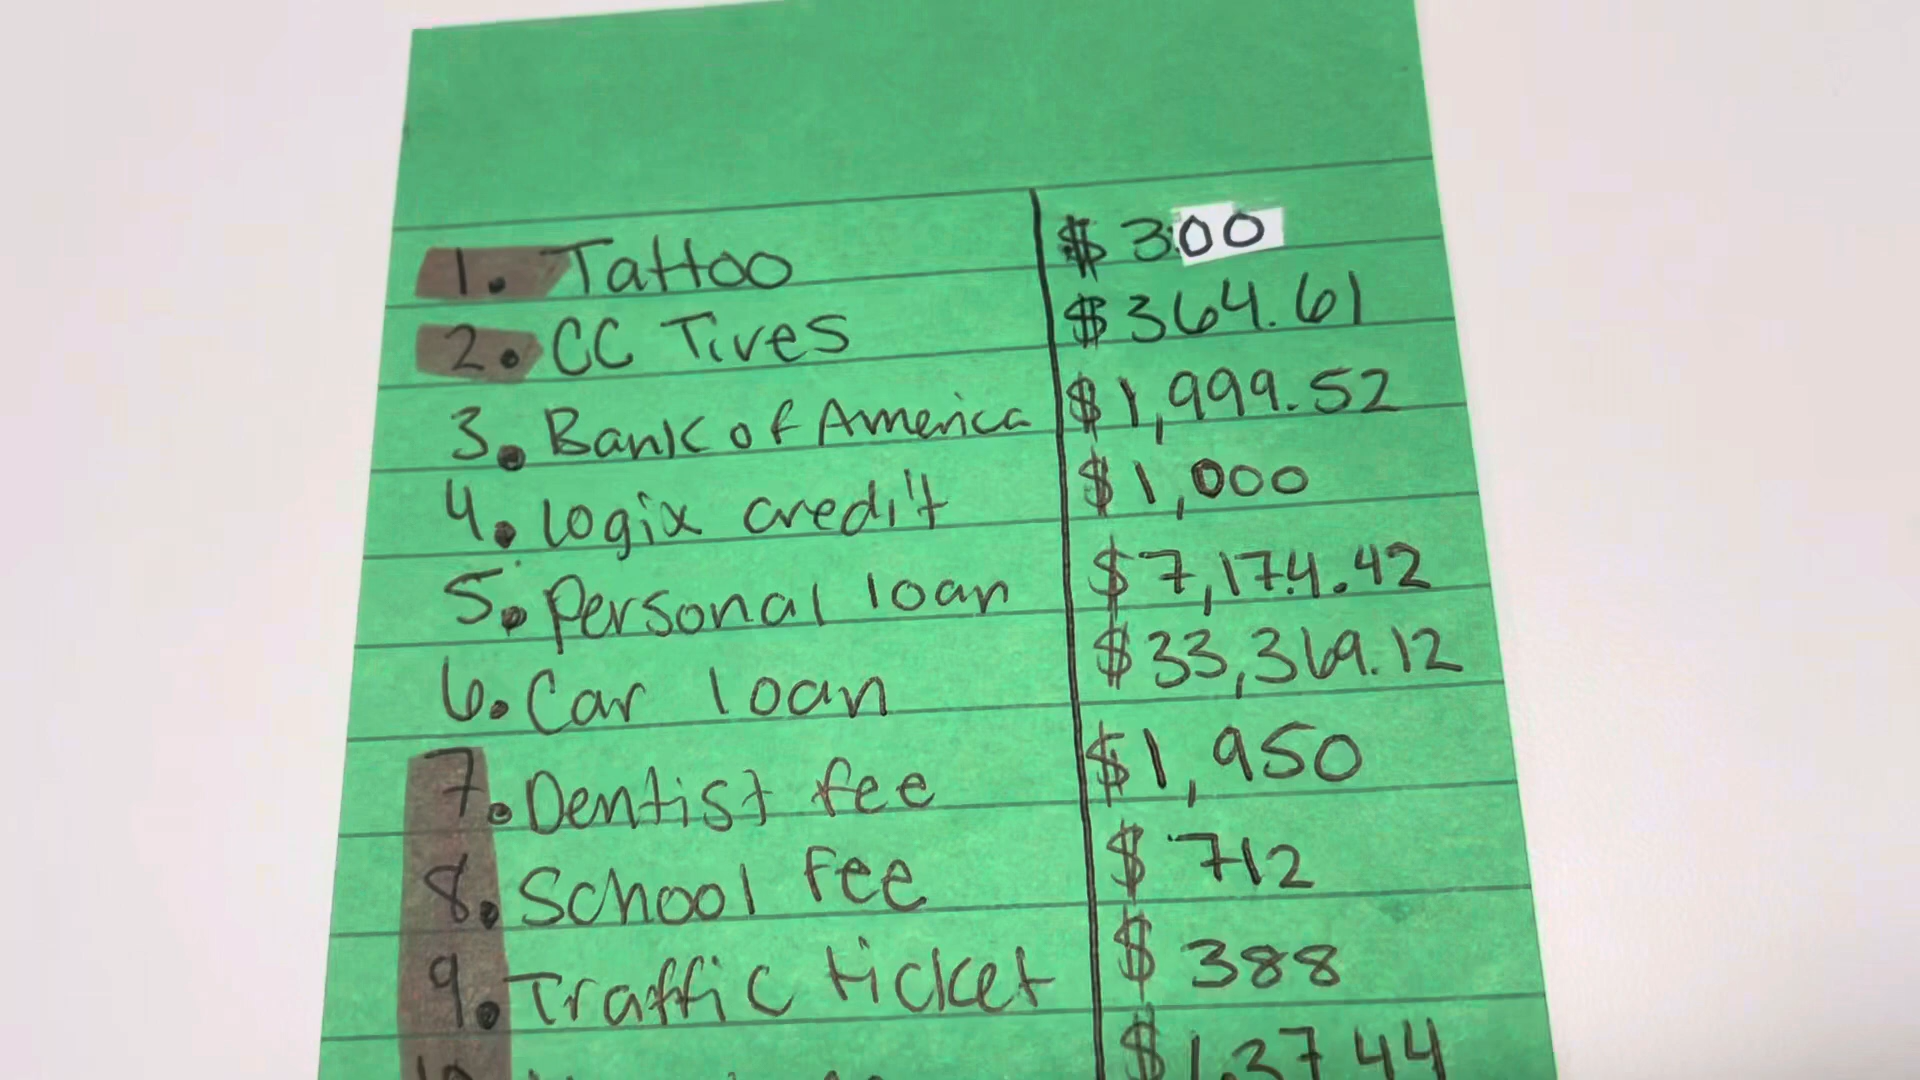 1. Tattoo $300
2. CC Tires $364.61
3. Bank of America $1,999.52
4. Logix credit $1,000
5. Personal loan $7,174.42
6. Car loan $33,369.12
7. Dentist fee $1,950
8. School fee $712
9. Traffic ticket $388